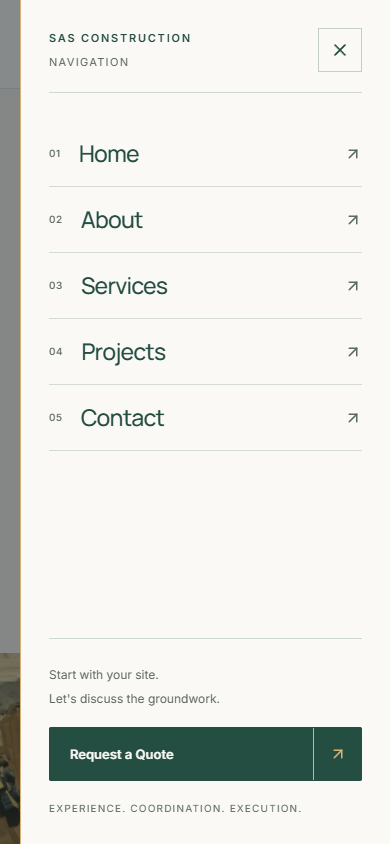 SAS CONSTRUCTION
NAVIGATION
01 Home
02 About
03 Services
04 Projects
05 Contact
Start with your site.
Let's discuss the groundwork.
Request a Quote
EXPERIENCE. COORDINATION. EXECUTION.